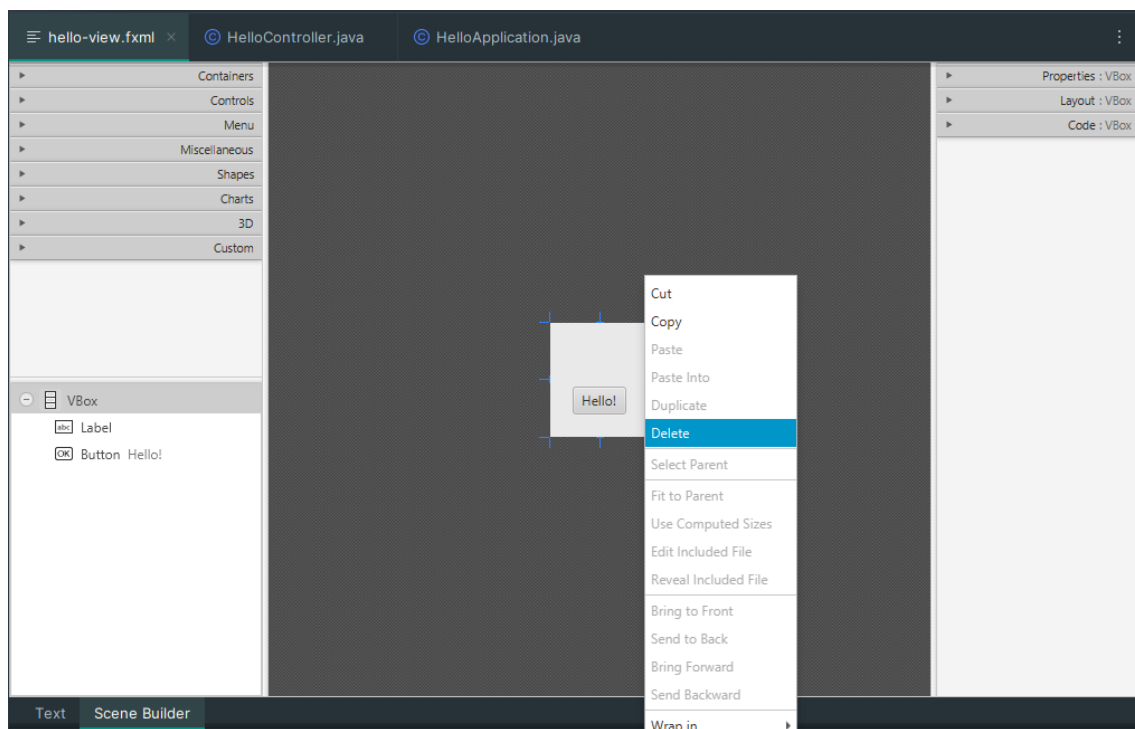 hello-view.fxml
HelloController.java
HelloApplication.java
Containers
Controls
Menu
Miscellaneous
Shapes
Charts
3D
Custom
VBox
abc Label
OK Button Hello!
Hello!
Cut
Copy
Paste
Paste Into
Duplicate
Delete
Select Parent
Fit to Parent
Use Computed Sizes
Edit Included File
Reveal Included File
Bring to Front
Send to Back
Bring Forward
Send Backward
Wrap in
Properties : VBox
Layout : VBox
Code : VBox
Text
Scene Builder